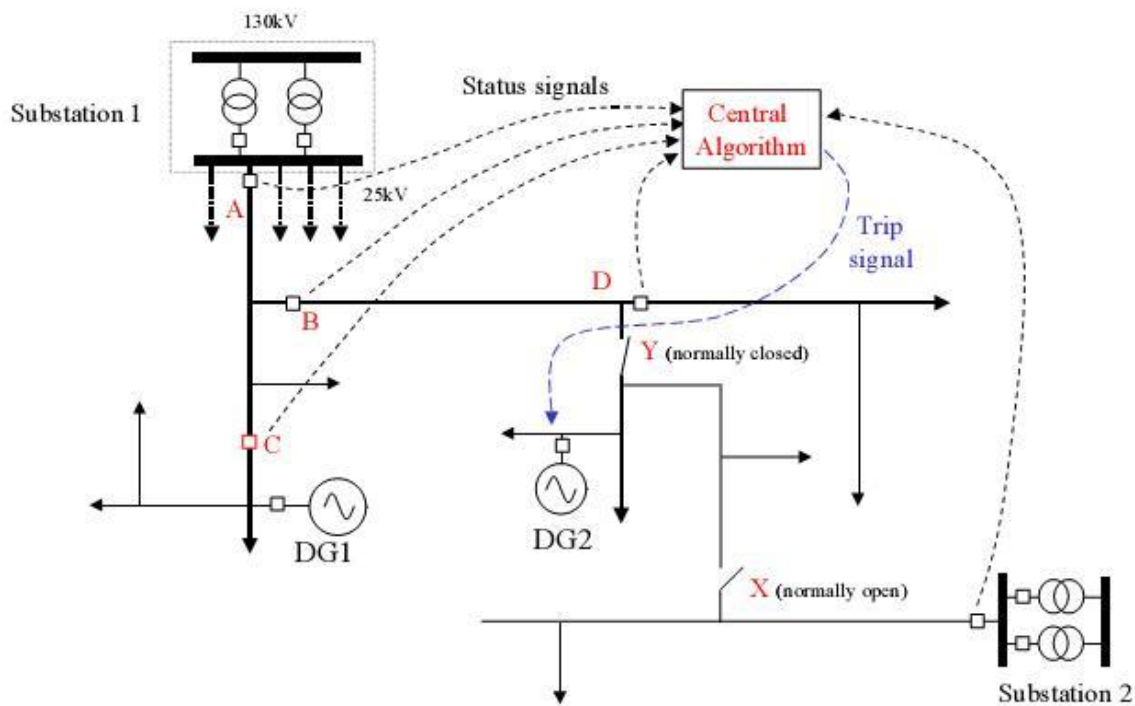 130kV
Substation 1
Status signals
Central
Algorithm
25kV
A
Trip
signal
B
D
Y (normally closed)
C
DG1
DG2
X (normally open)
Substation 2